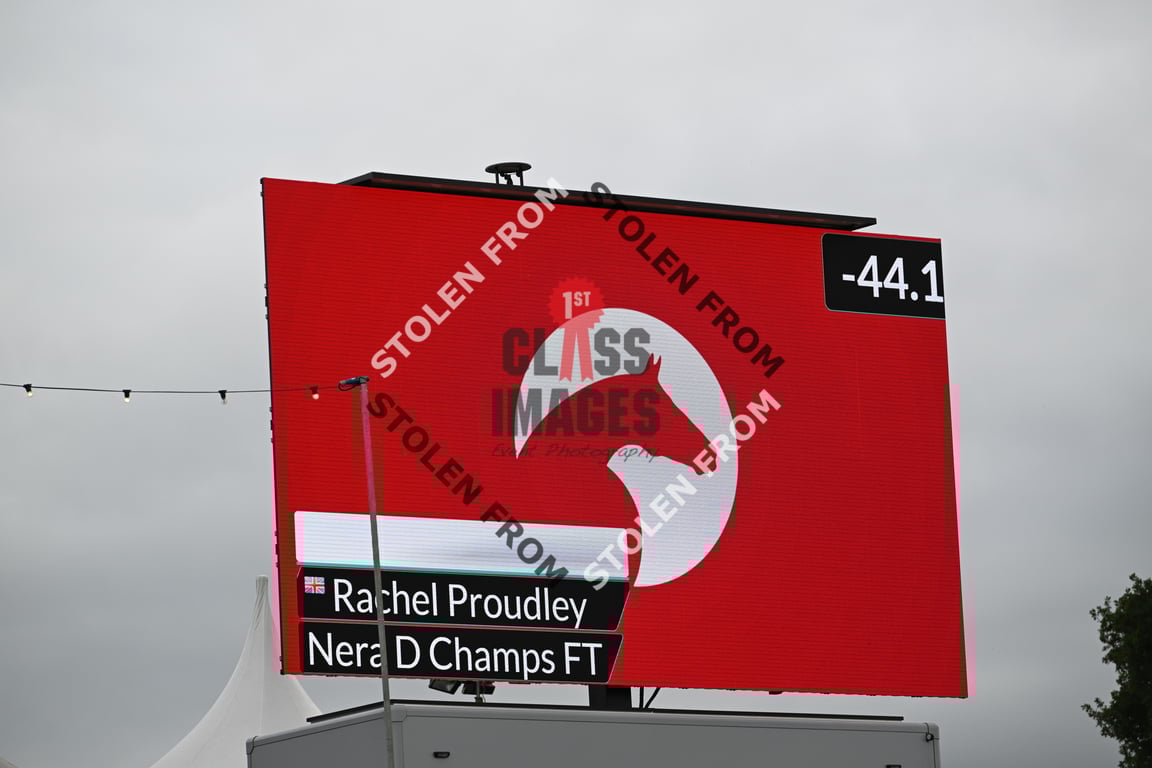 -44.1
STOLEN FROM
STOLEN FROM
1ST
CLASS
IMAGES
Event Photography
STOLEN FROM
STOLEN FROM
Rachel Proudley
Nera D Champs FT